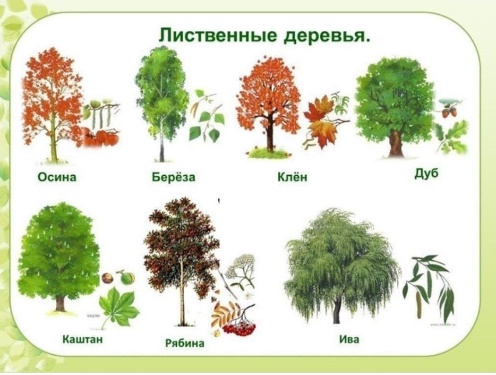 Лиственные деревья.
Осина
Берёза
Клён
Дуб
Каштан
Рябина
Ива